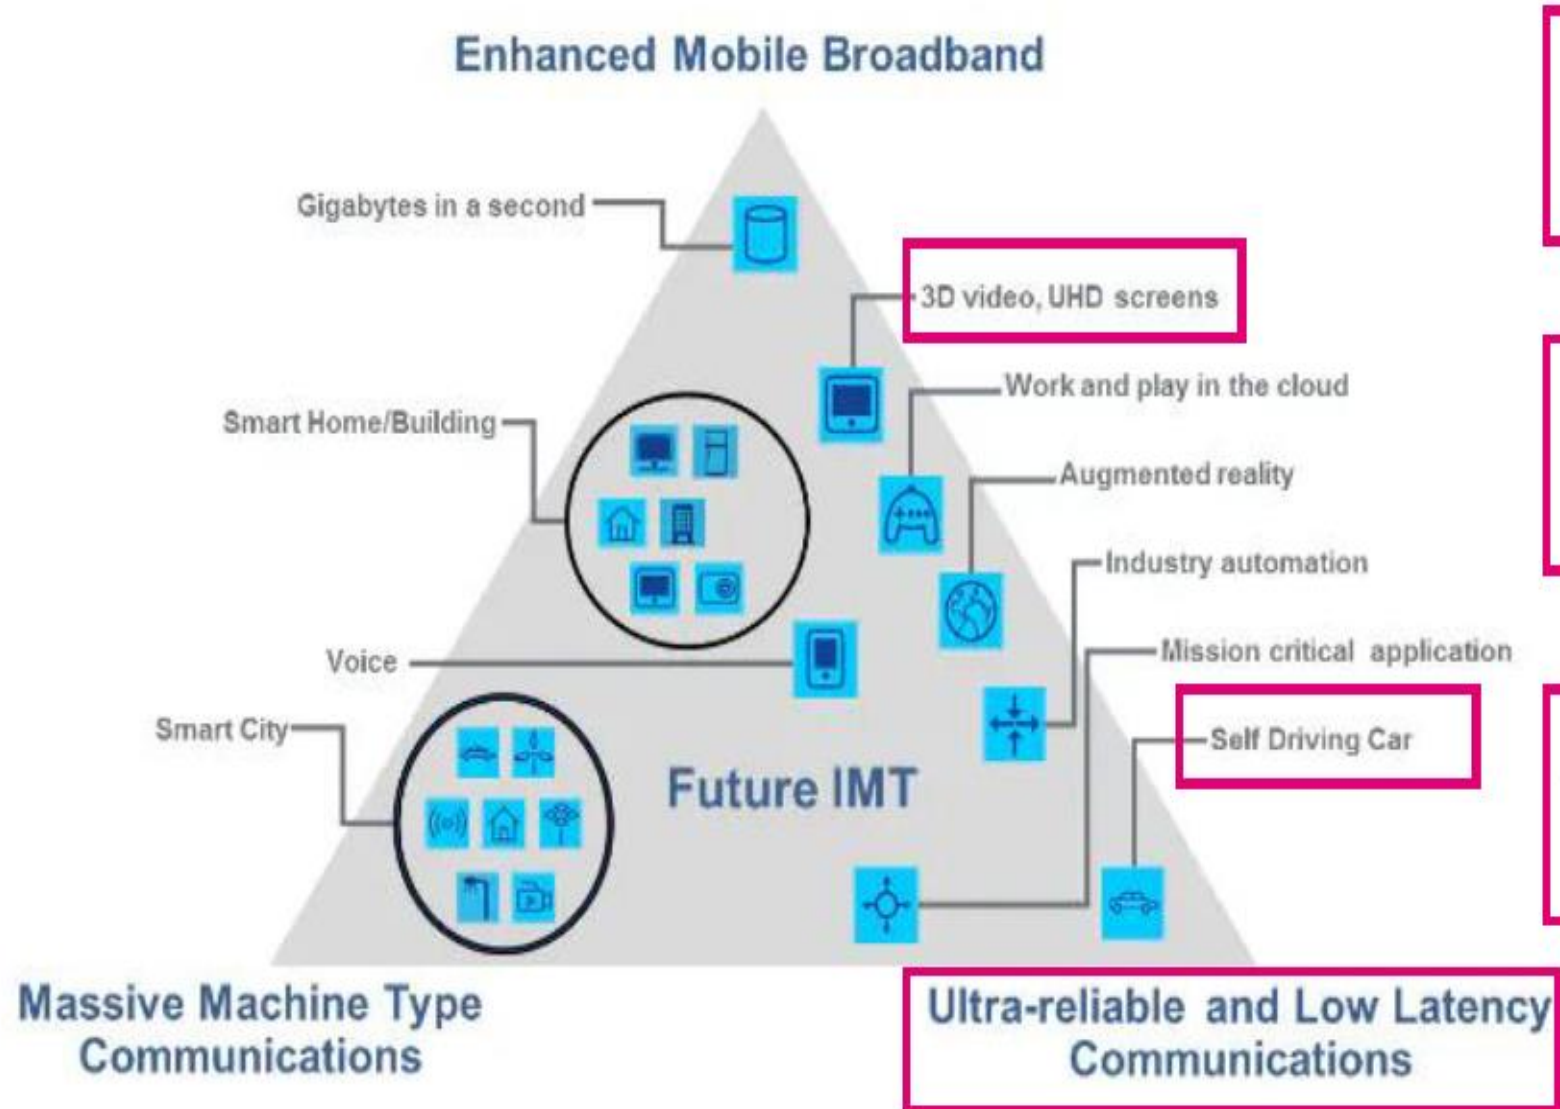 Enhanced Mobile Broadband
Gigabytes in a second
3D video, UHD screens
Work and play in the cloud
Smart Home/Building
Augmented reality
Industry automation
Voice
Mission critical application
Smart City
Self Driving Car
Future IMT
Massive Machine Type
Communications
Ultra-reliable and Low Latency
Communications